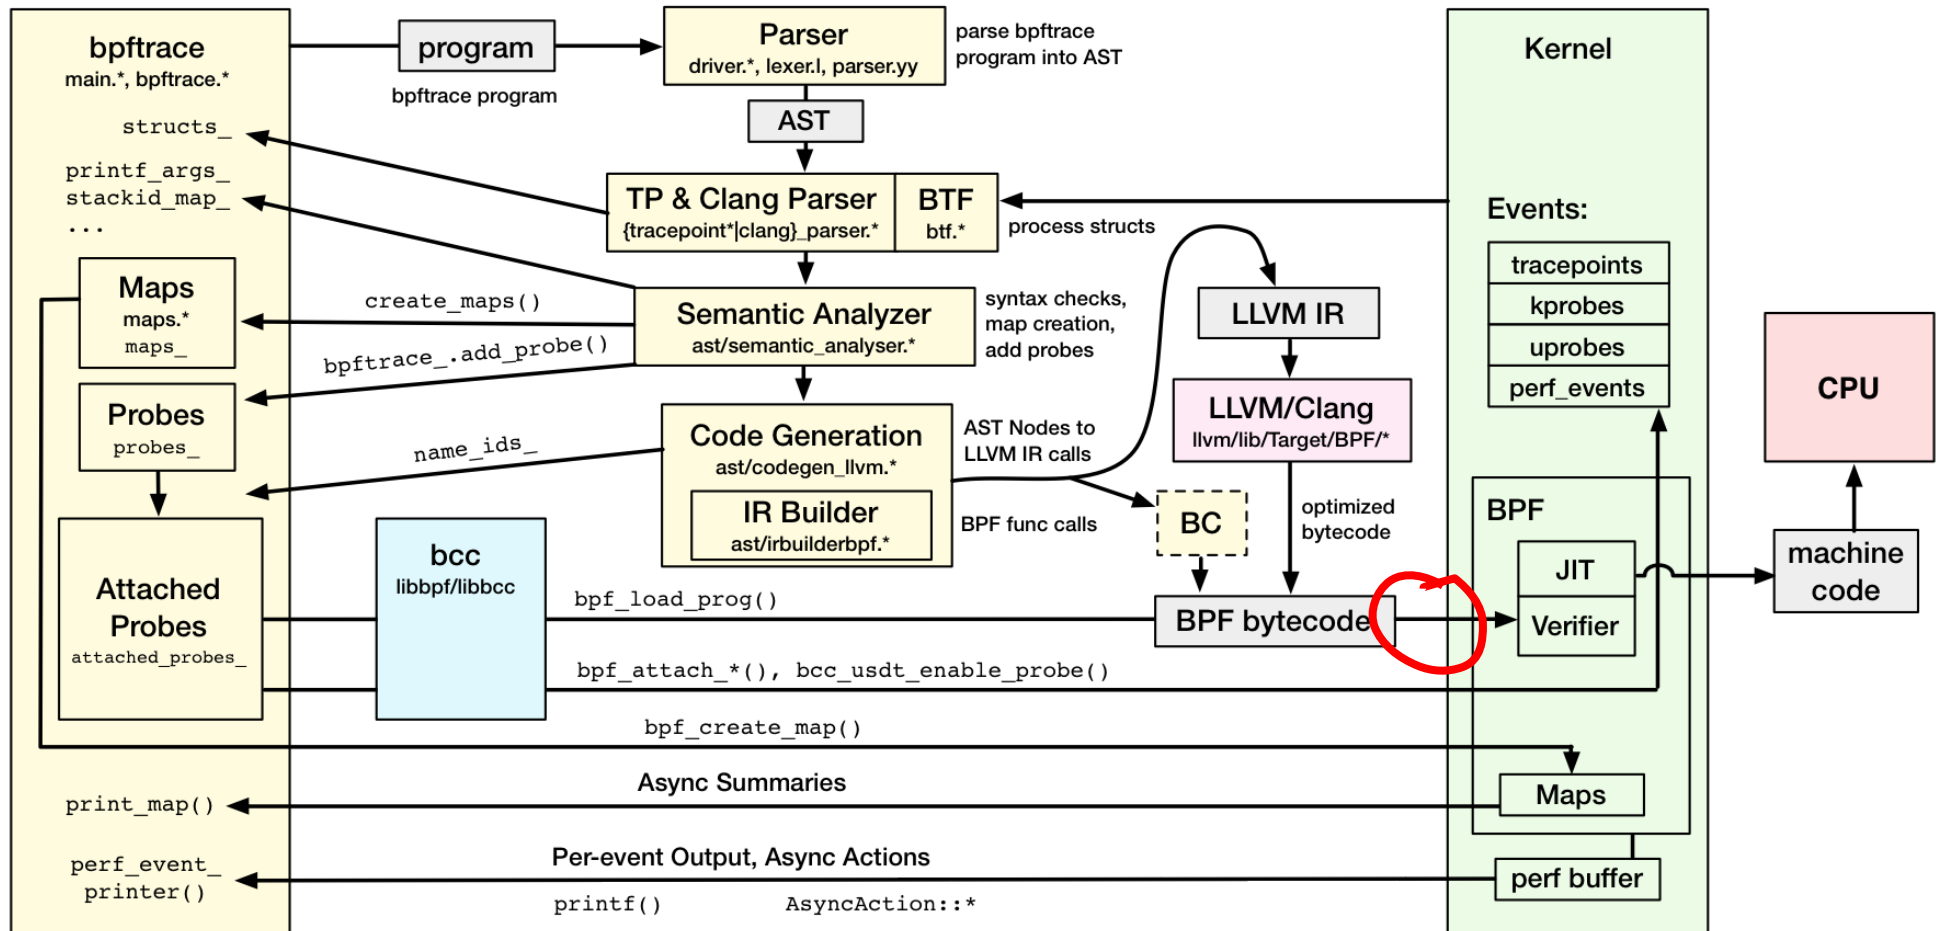 bpftrace
main.*, bpftrace.*
structs_
printf_args_
stackid_map_
...
Maps
maps.*
maps_
Probes
probes_
Attached
Probes
attached_probes_
print_map()
perf_event_
printer()
program
bpftrace program
Parser
driver.*, lexer.l, parser.yy
parse bpftrace
program into AST
AST
TP & Clang Parser
{tracepoint*|clang}_parser.*
BTF
btf.*
process structs
create_maps()
bpftrace_.add_probe()
name_ids_
Semantic Analyzer
ast/semantic_analyser.*
syntax checks,
map creation,
add probes
Code Generation
ast/codegen_llvm.*
IR Builder
ast/irbuilderbpf.*
AST Nodes to
LLVM IR calls
BPF func calls
LLVM IR
LLVM/Clang
llvm/lib/Target/BPF/*
optimized
bytecode
BC
BPF bytecode
bcc
libbpf/libbcc
bpf_load_prog()
bpf_attach_*(), bcc_usdt_enable_probe()
bpf_create_map()
Async Summaries
Per-event Output, Async Actions
printf()
AsyncAction::*
Kernel
Events:
tracepoints
kprobes
uprobes
perf_events
BPF
JIT
Verifier
Maps
perf buffer
CPU
machine
code